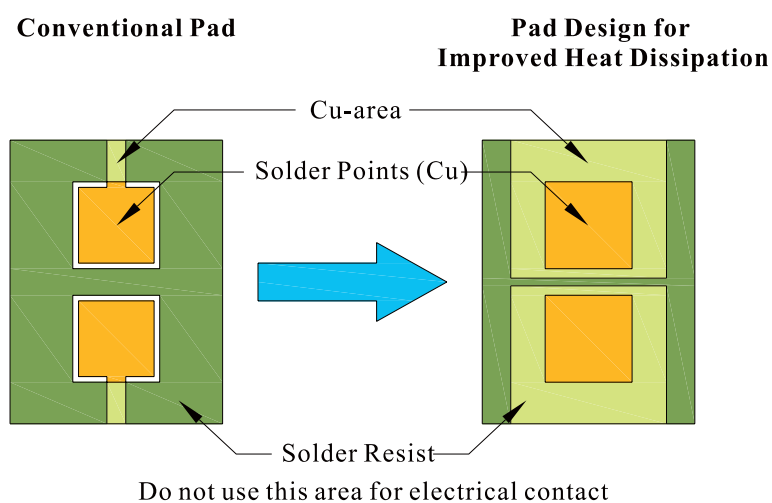 Conventional Pad
Pad Design for
Improved Heat Dissipation
Cu-area
Solder Points (Cu)
Solder Resist
Do not use this area for electrical contact